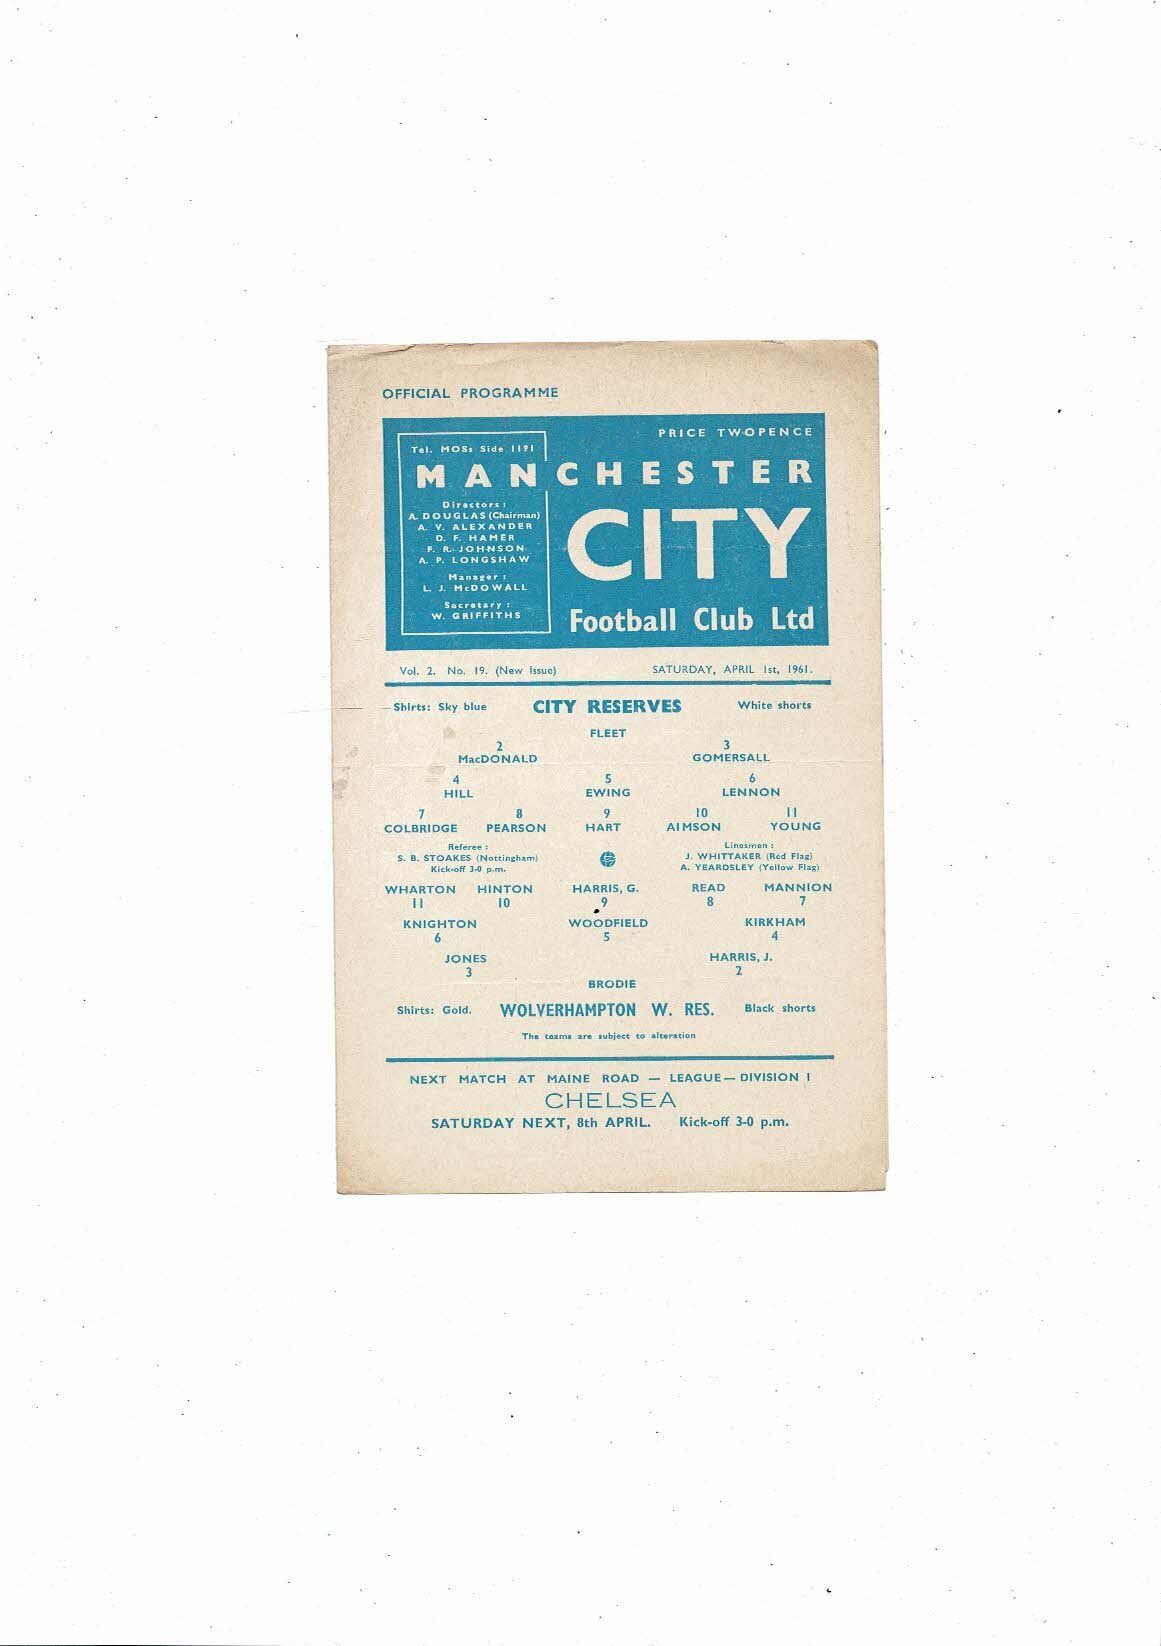 OFFICIAL PROGRAMME
PRICE TWOPENCE
Tel. MOSs Side 1191
MANCHESTER
CITY
Football Club Ltd
Directors:
A. DOUGLAS (Chairman)
A. V. ALEXANDER
D. F. HAMER
F. R. JOHNSON
A. P. LONGSHAW
Manager:
L. J. McDOWALL
Secretary:
W. GRIFFITHS
Vol. 2. No. 19. (New Issue) SATURDAY, APRIL 1st, 1961.
Shirts: Sky blue CITY RESERVES White shorts
FLEET
2 3
MacDONALD GOMERSALL
4 5 6
HILL EWING LENNON
7 8 9 10 11
COLBRIDGE PEARSON HART AIMSON YOUNG
Referee:
S. B. STOAKES (Nottingham)
Kick-off 3-0 p.m.
Linesmen:
J. WHITTAKER (Red Flag)
A. YEARDSLEY (Yellow Flag)
WHARTON HINTON HARRIS, G. READ MANNION
11 10 9 8 7
KNIGHTON WOODFIELD KIRKHAM
6 5 4
JONES HARRIS, J.
3 2
BRODIE
Shirts: Gold. WOLVERHAMPTON W. RES. Black shorts
The teams are subject to alteration
NEXT MATCH AT MAINE ROAD — LEAGUE — DIVISION I
CHELSEA
SATURDAY NEXT, 8th APRIL. Kick-off 3-0 p.m.